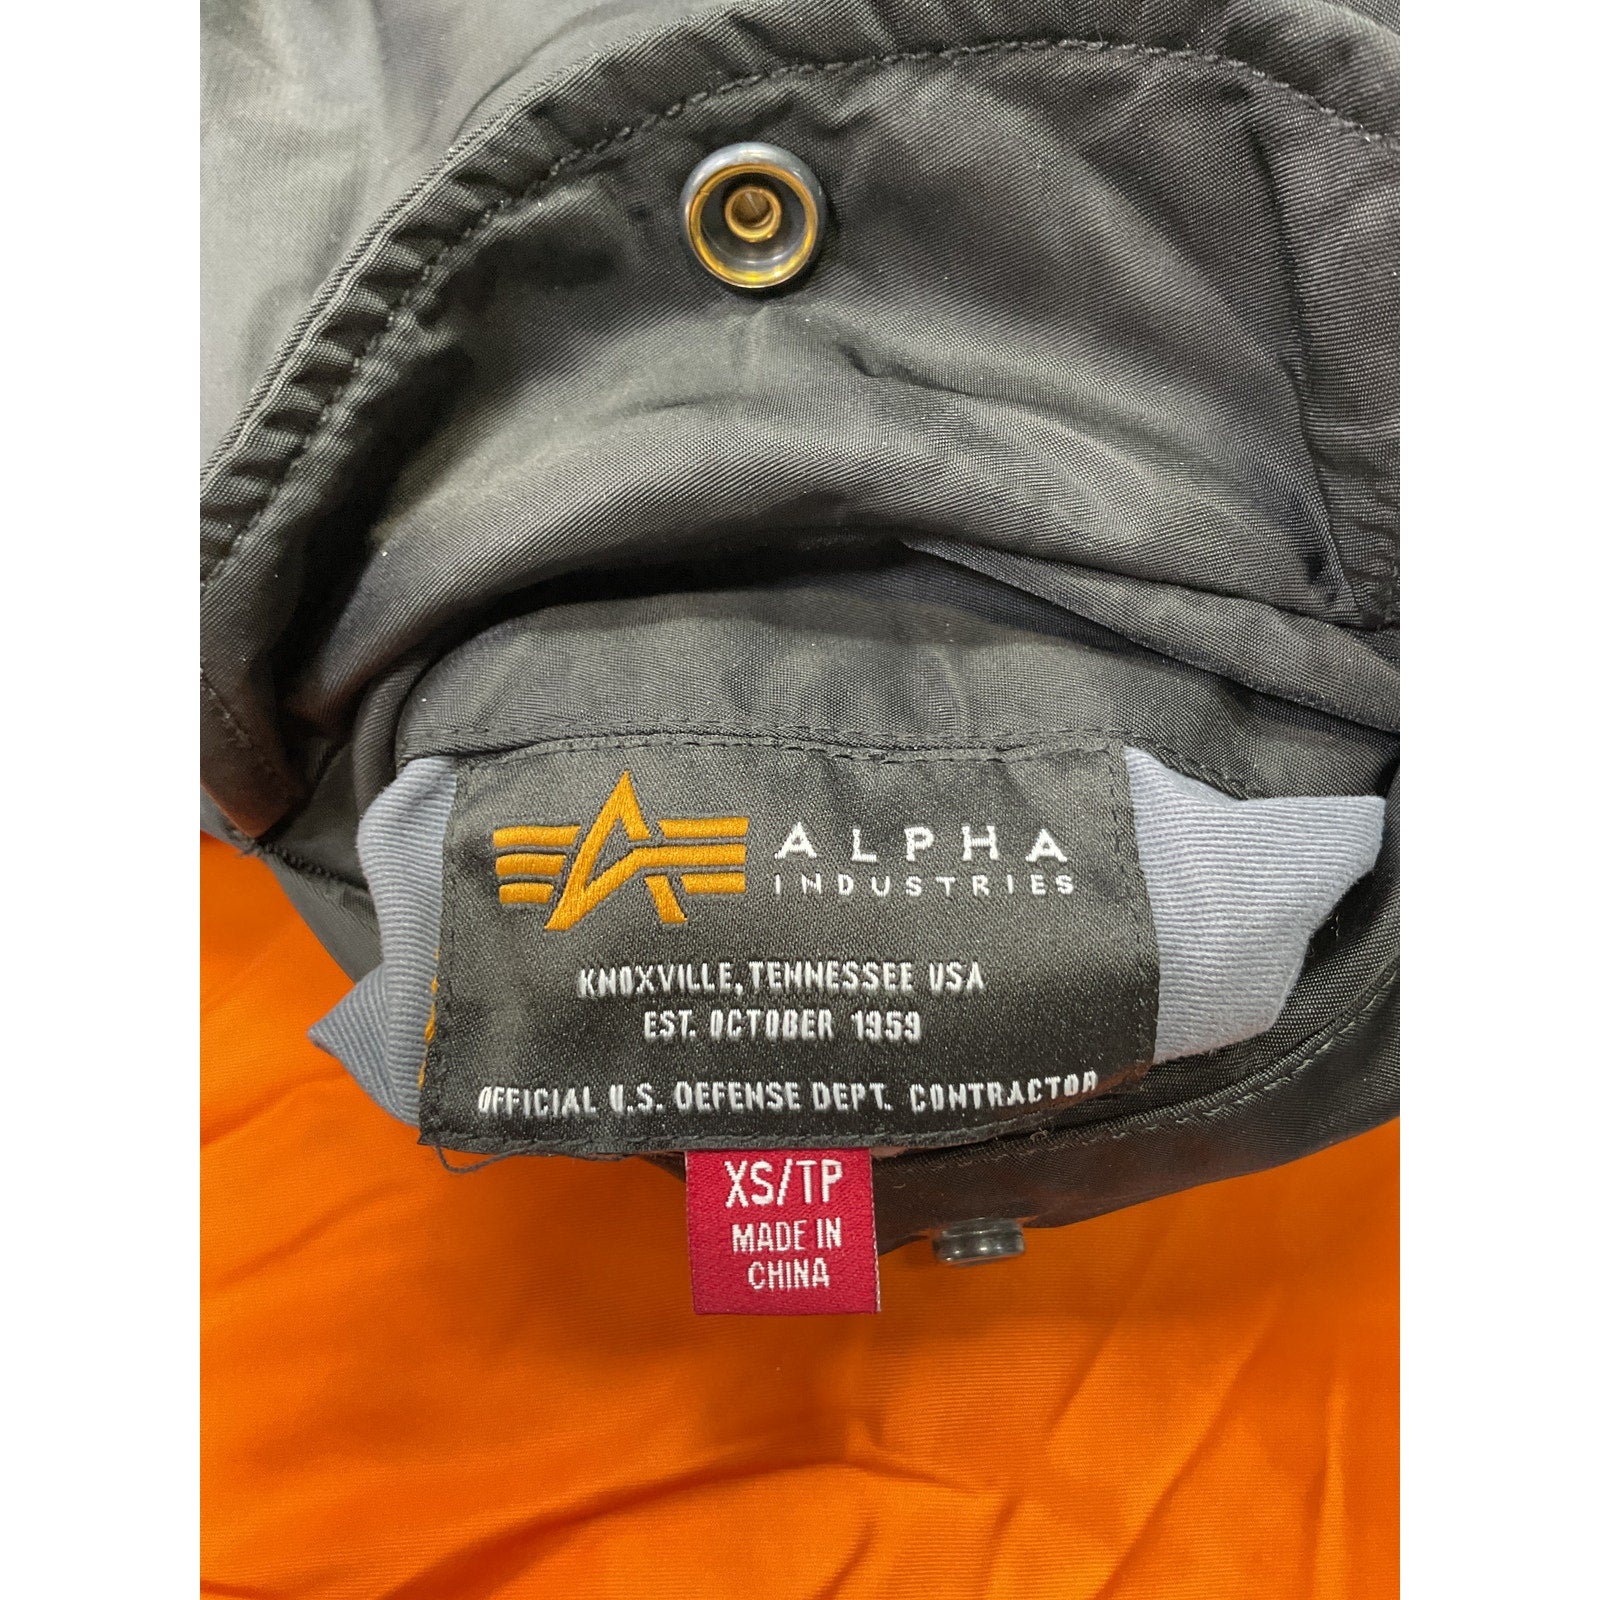 ALPHA
INDUSTRIES
KNOXVILLE, TENNESSEE USA
EST. OCTOBER 1959
OFFICIAL U.S. DEFENSE DEPT. CONTRACTOR
XS/TP
MADE IN
CHINA